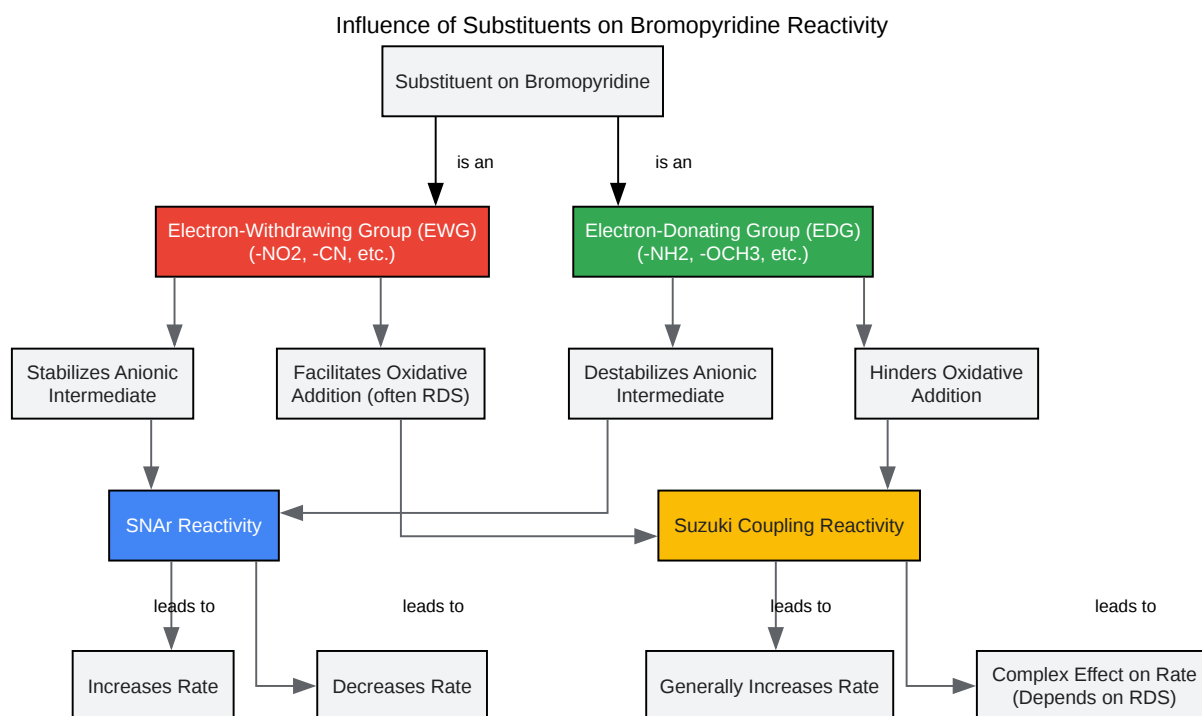 Influence of Substituents on Bromopyridine Reactivity
Substituent on Bromopyridine
is an
is an
Electron-Withdrawing Group (EWG)
(-NO2, -CN, etc.)
Electron-Donating Group (EDG)
(-NH2, -OCH3, etc.)
Stabilizes Anionic
Intermediate
Facilitates Oxidative
Addition (often RDS)
Destabilizes Anionic
Intermediate
Hinders Oxidative
Addition
SNAr Reactivity
Suzuki Coupling Reactivity
leads to
leads to
leads to
leads to
Increases Rate
Decreases Rate
Generally Increases Rate
Complex Effect on Rate
(Depends on RDS)